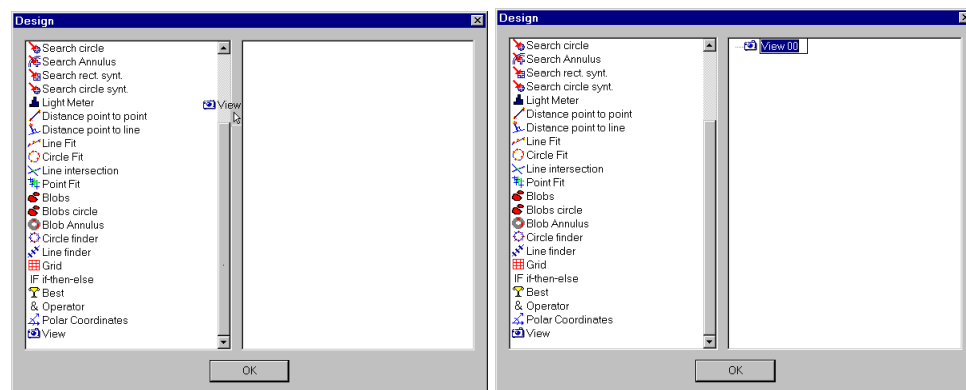 Design
Search circle
Search Annulus
Search rect. synt.
Search circle synt.
Light Meter
View
Distance point to point
Distance point to line
Line Fit
Circle Fit
Line intersection
Point Fit
Blobs
Blobs circle
Blob Annulus
Circle finder
Line finder
Grid
IF if-then-else
Best
& Operator
Polar Coordinates
View
OK
Design
Search circle
View 00
Search Annulus
Search rect. synt.
Search circle synt.
Light Meter
Distance point to point
Distance point to line
Line Fit
Circle Fit
Line intersection
Point Fit
Blobs
Blobs circle
Blob Annulus
Circle finder
Line finder
Grid
IF if-then-else
Best
& Operator
Polar Coordinates
View
OK